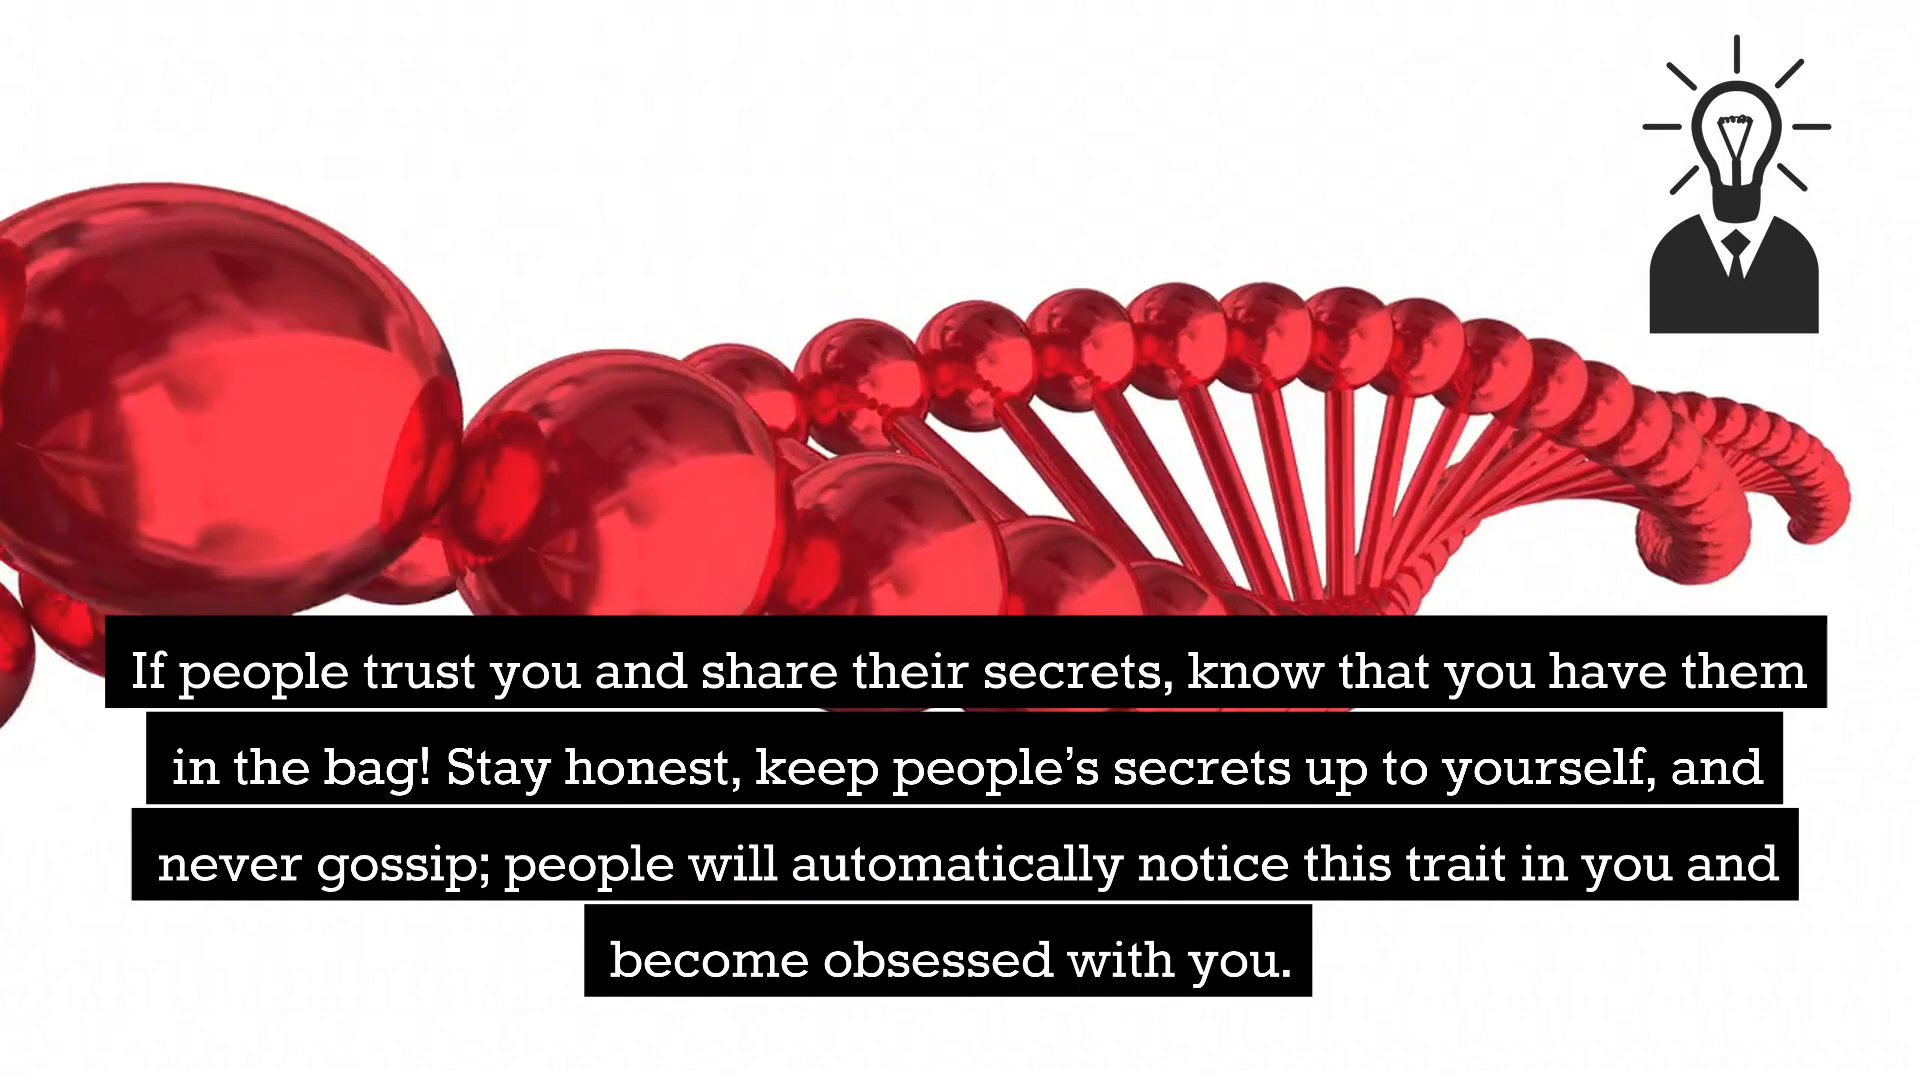 If people trust you and share their secrets, know that you have them
in the bag! Stay honest, keep people’s secrets up to yourself, and
never gossip; people will automatically notice this trait in you and
become obsessed with you.